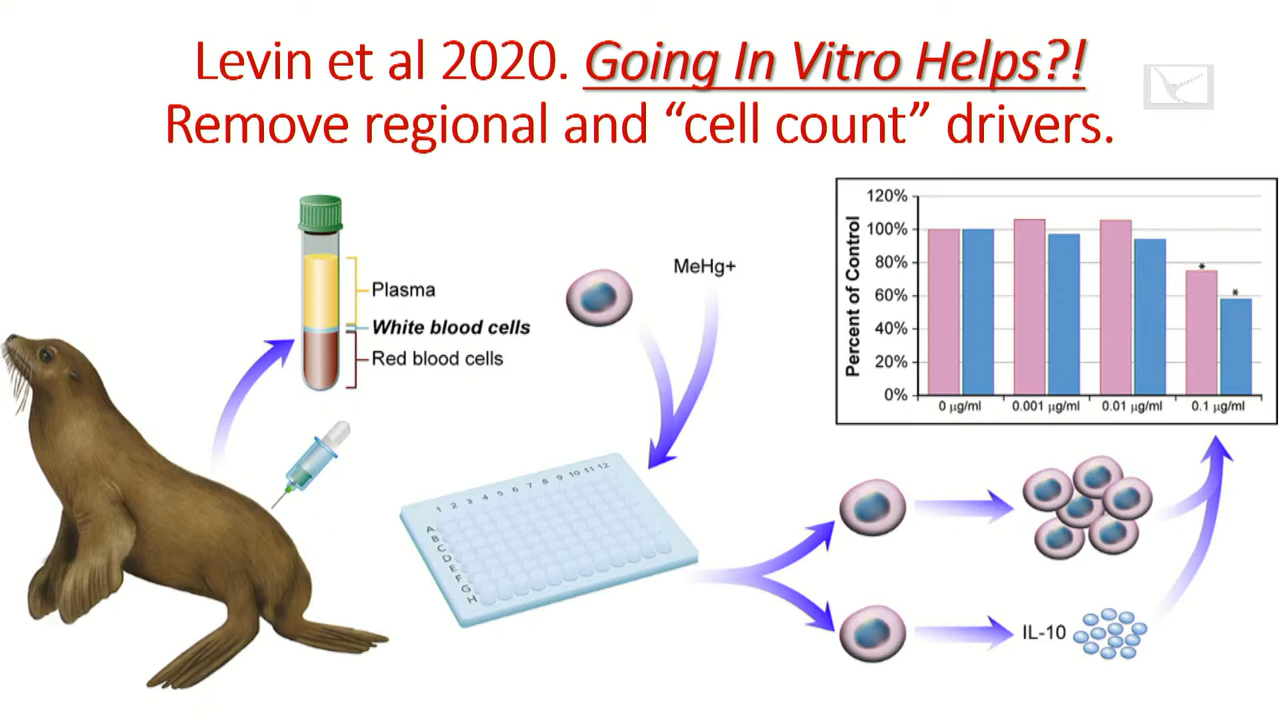 Levin et al 2020. Going In Vitro Helps?!
Remove regional and “cell count” drivers.
Plasma
White blood cells
Red blood cells
MeHg+
1 2 3 4 5 6 7 8 9 10 11 12
A
B
C
D
E
F
G
H
IL-10
Percent of Control
120%
100%
80%
60%
40%
20%
0%
*
*
0 µg/ml 0.001 µg/ml 0.01 µg/ml 0.1 µg/ml